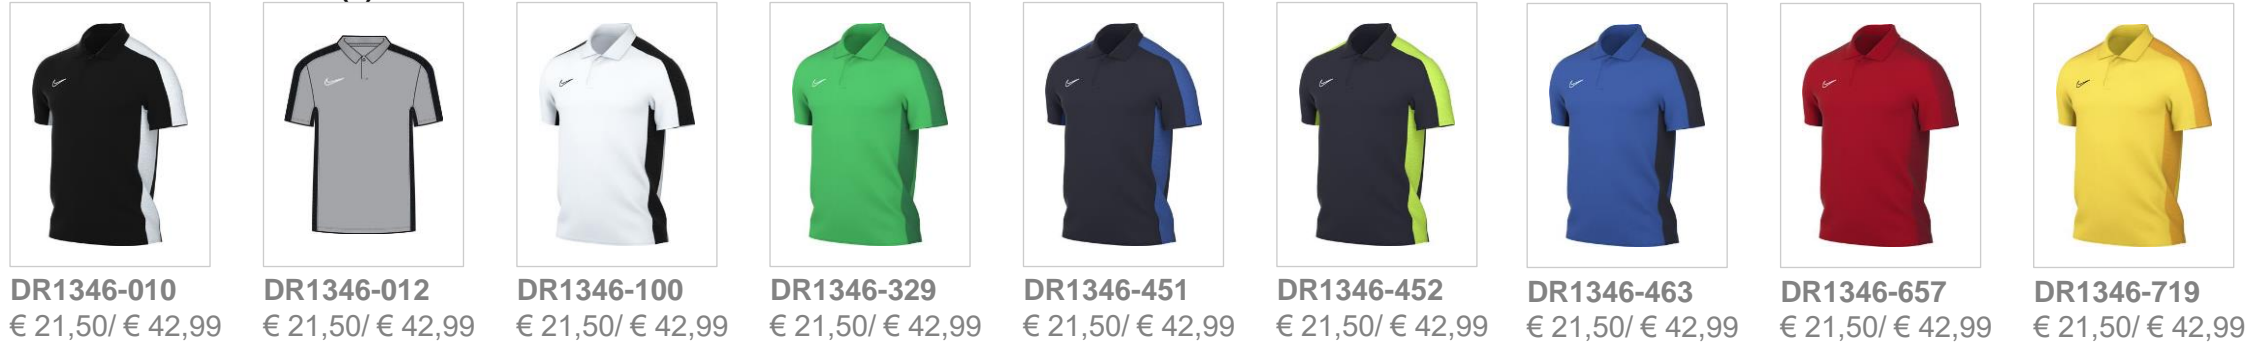 DR1346-010
€ 21,50/ € 42,99
DR1346-012
€ 21,50/ € 42,99
DR1346-100
€ 21,50/ € 42,99
DR1346-329
€ 21,50/ € 42,99
DR1346-451
€ 21,50/ € 42,99
DR1346-452
€ 21,50/ € 42,99
DR1346-463
€ 21,50/ € 42,99
DR1346-657
€ 21,50/ € 42,99
DR1346-719
€ 21,50/ € 42,99